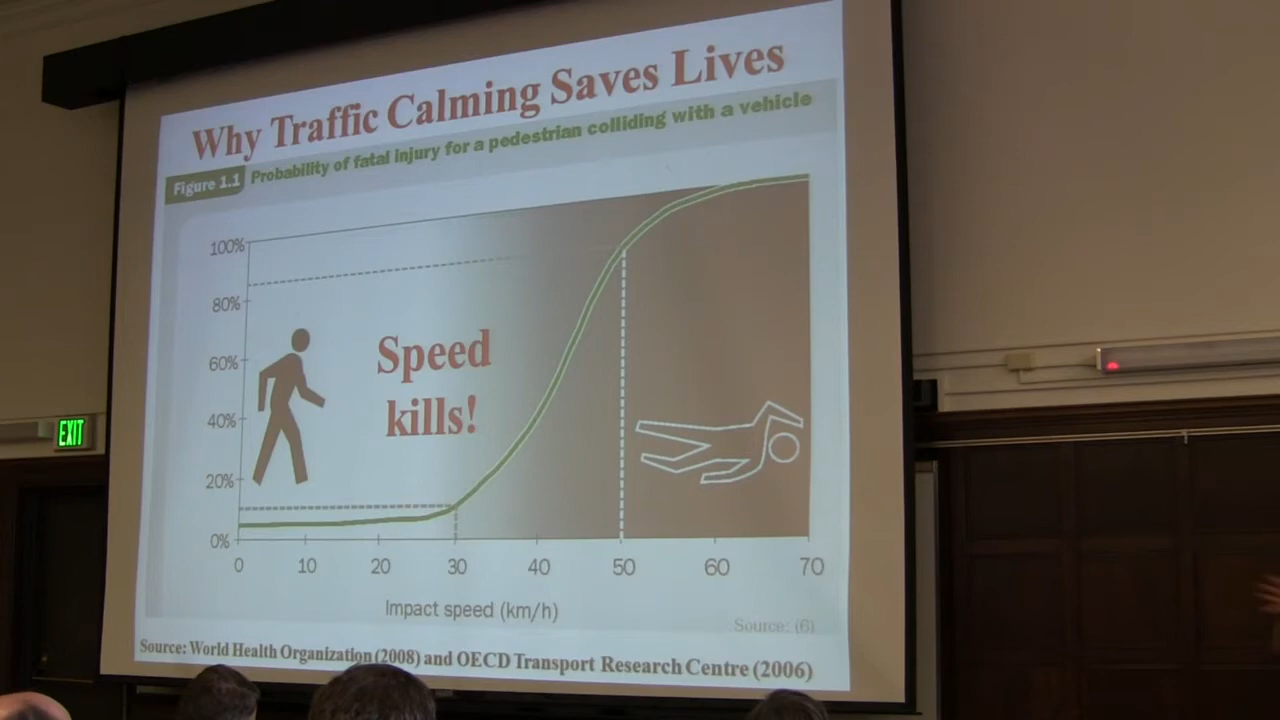 Why Traffic Calming Saves Lives
Figure 1.1 Probability of fatal injury for a pedestrian colliding with a vehicle
100%
80%
60%
40%
20%
0%
Speed
kills!
0 10 20 30 40 50 60 70
Impact speed (km/h)
Source: (6)
Source: World Health Organization (2008) and OECD Transport Research Centre (2006)
EXIT